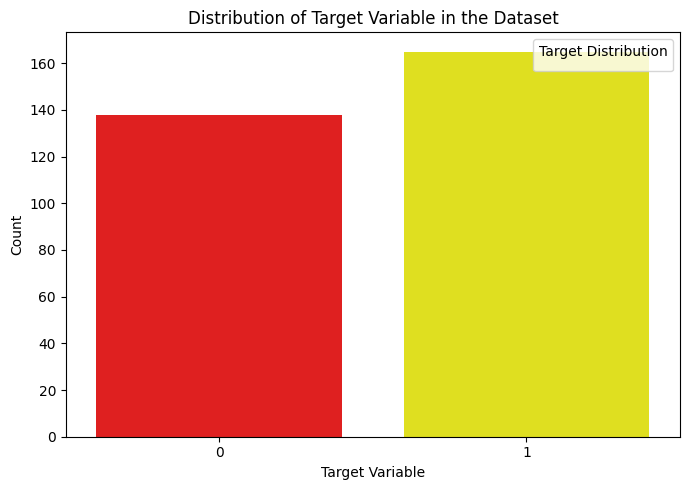 Distribution of Target Variable in the Dataset
Target Distribution
160
140
120
100
80
60
40
20
0
Count
0 1
Target Variable